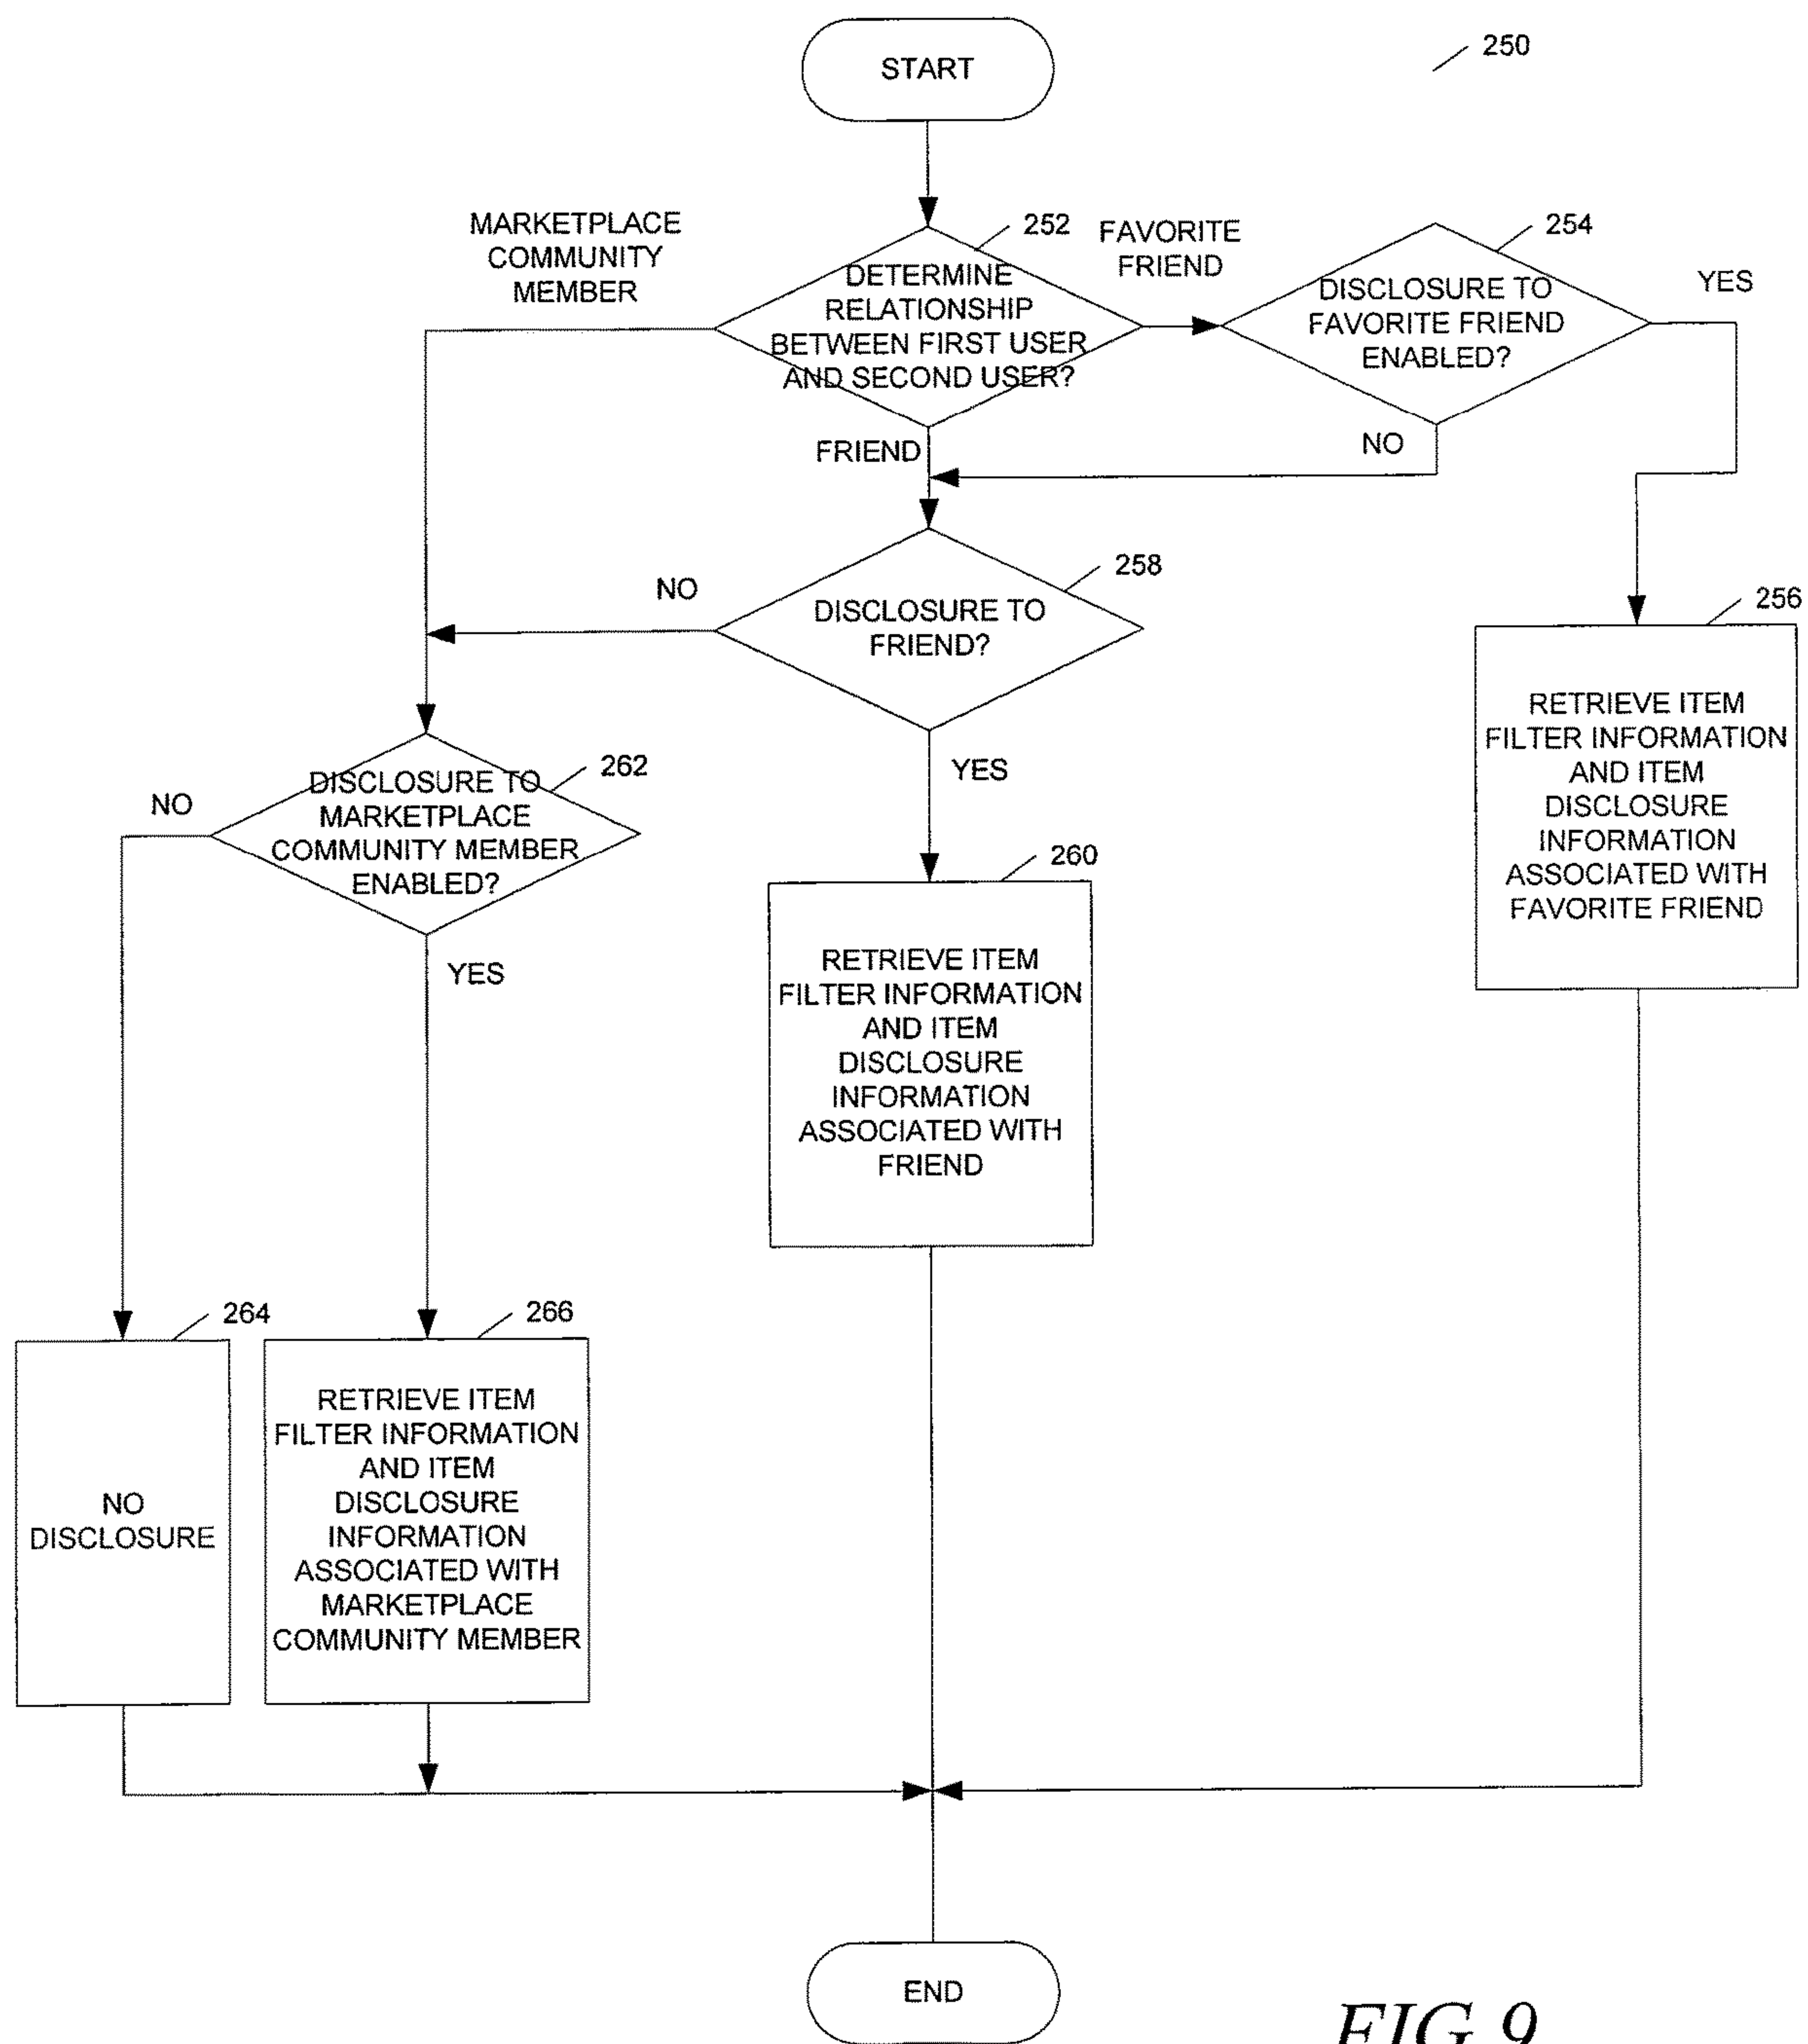 START
250
MARKETPLACE
COMMUNITY
MEMBER
252
DETERMINE
RELATIONSHIP
BETWEEN FIRST USER
AND SECOND USER?
FAVORITE
FRIEND
254
DISCLOSURE TO
FAVORITE FRIEND
ENABLED?
YES
FRIEND
NO
258
DISCLOSURE TO
FRIEND?
NO
YES
256
RETRIEVE ITEM
FILTER INFORMATION
AND ITEM
DISCLOSURE
INFORMATION
ASSOCIATED WITH
FAVORITE FRIEND
262
DISCLOSURE TO
MARKETPLACE
COMMUNITY MEMBER
ENABLED?
NO
YES
260
RETRIEVE ITEM
FILTER INFORMATION
AND ITEM
DISCLOSURE
INFORMATION
ASSOCIATED WITH
FRIEND
264
NO
DISCLOSURE
266
RETRIEVE ITEM
FILTER INFORMATION
AND ITEM
DISCLOSURE
INFORMATION
ASSOCIATED WITH
MARKETPLACE
COMMUNITY MEMBER
END
FIG 9